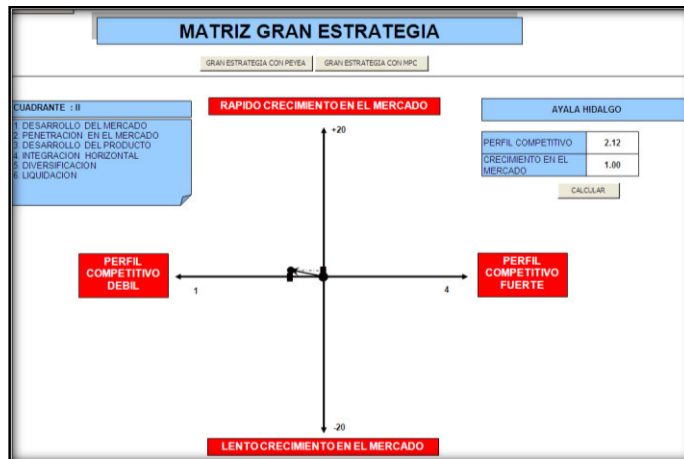 MATRIZ GRAN ESTRATEGIA
GRAN ESTRATEGIA CON PEYEA
GRAN ESTRATEGIA CON MPC
CUADRANTE : II
1. DESARROLLO DEL MERCADO
2. PENETRACION EN EL MERCADO
3. DESARROLLO DEL PRODUCTO
4. INTEGRACION HORIZONTAL
5. DIVERSIFICACION
6. LIQUIDACION
RAPIDO CRECIMIENTO EN EL MERCADO
+20
AYALA HIDALGO
PERFIL COMPETITIVO 2.12
CRECIMIENTO EN EL
MERCADO 1.00
CALCULAR
PERFIL
COMPETITIVO
DEBIL
1
4
PERFIL
COMPETITIVO
FUERTE
-20
LENTO CRECIMIENTO EN EL MERCADO